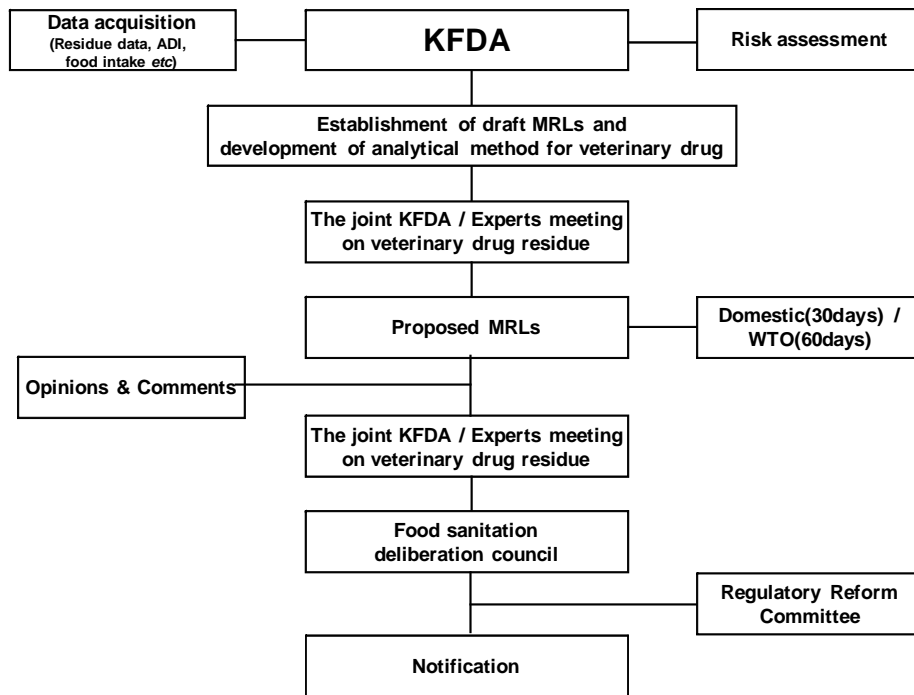 Data acquisition
(Residue data, ADI,
food intake etc)
KFDA
Risk assessment
Establishment of draft MRLs and
development of analytical method for veterinary drug
The joint KFDA / Experts meeting
on veterinary drug residue
Proposed MRLs
Domestic(30days) /
WTO(60days)
Opinions & Comments
The joint KFDA / Experts meeting
on veterinary drug residue
Food sanitation
deliberation council
Regulatory Reform
Committee
Notification